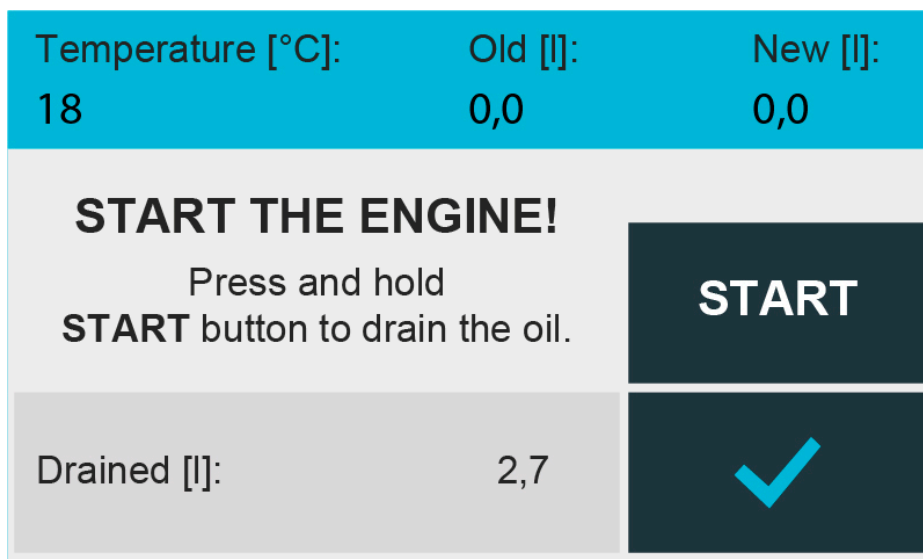 Temperature [°C]: Old [l]: New [l]:
18 0,0 0,0
START THE ENGINE!
Press and hold
START button to drain the oil.
START
Drained [l]: 2,7